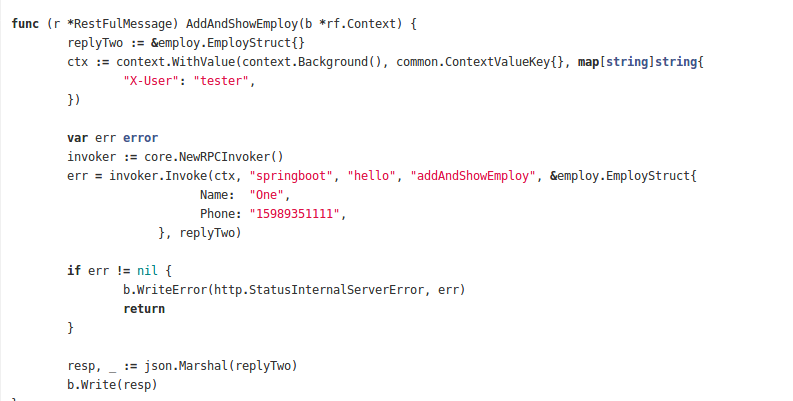 func (r *RestFulMessage) AddAndShowEmploy(b *rf.Context) {
replyTwo := &employ.EmployStruct{}
ctx := context.WithValue(context.Background(), common.ContextValueKey{}, map[string]string{
"X-User": "tester",
})
var err error
invoker := core.NewRPCInvoker()
err = invoker.Invoke(ctx, "springboot", "hello", "addAndShowEmploy", &employ.EmployStruct{
Name: "One",
Phone: "15989351111",
}, replyTwo)
if err != nil {
b.WriteError(http.StatusInternalServerError, err)
return
}
resp, _ := json.Marshal(replyTwo)
b.Write(resp)
}